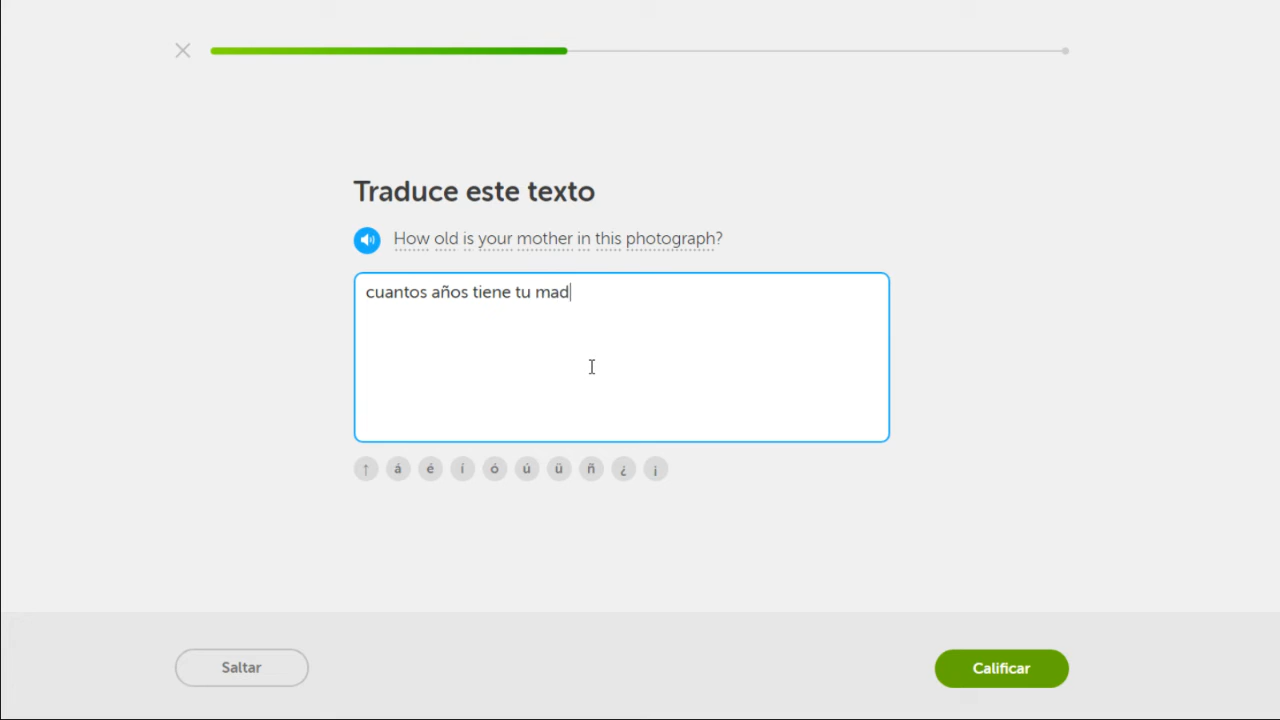 Traduce este texto
How old is your mother in this photograph?
cuantos años tiene tu mad
↑ á é í ó ú ü ñ ¿ ¡
Saltar
Calificar